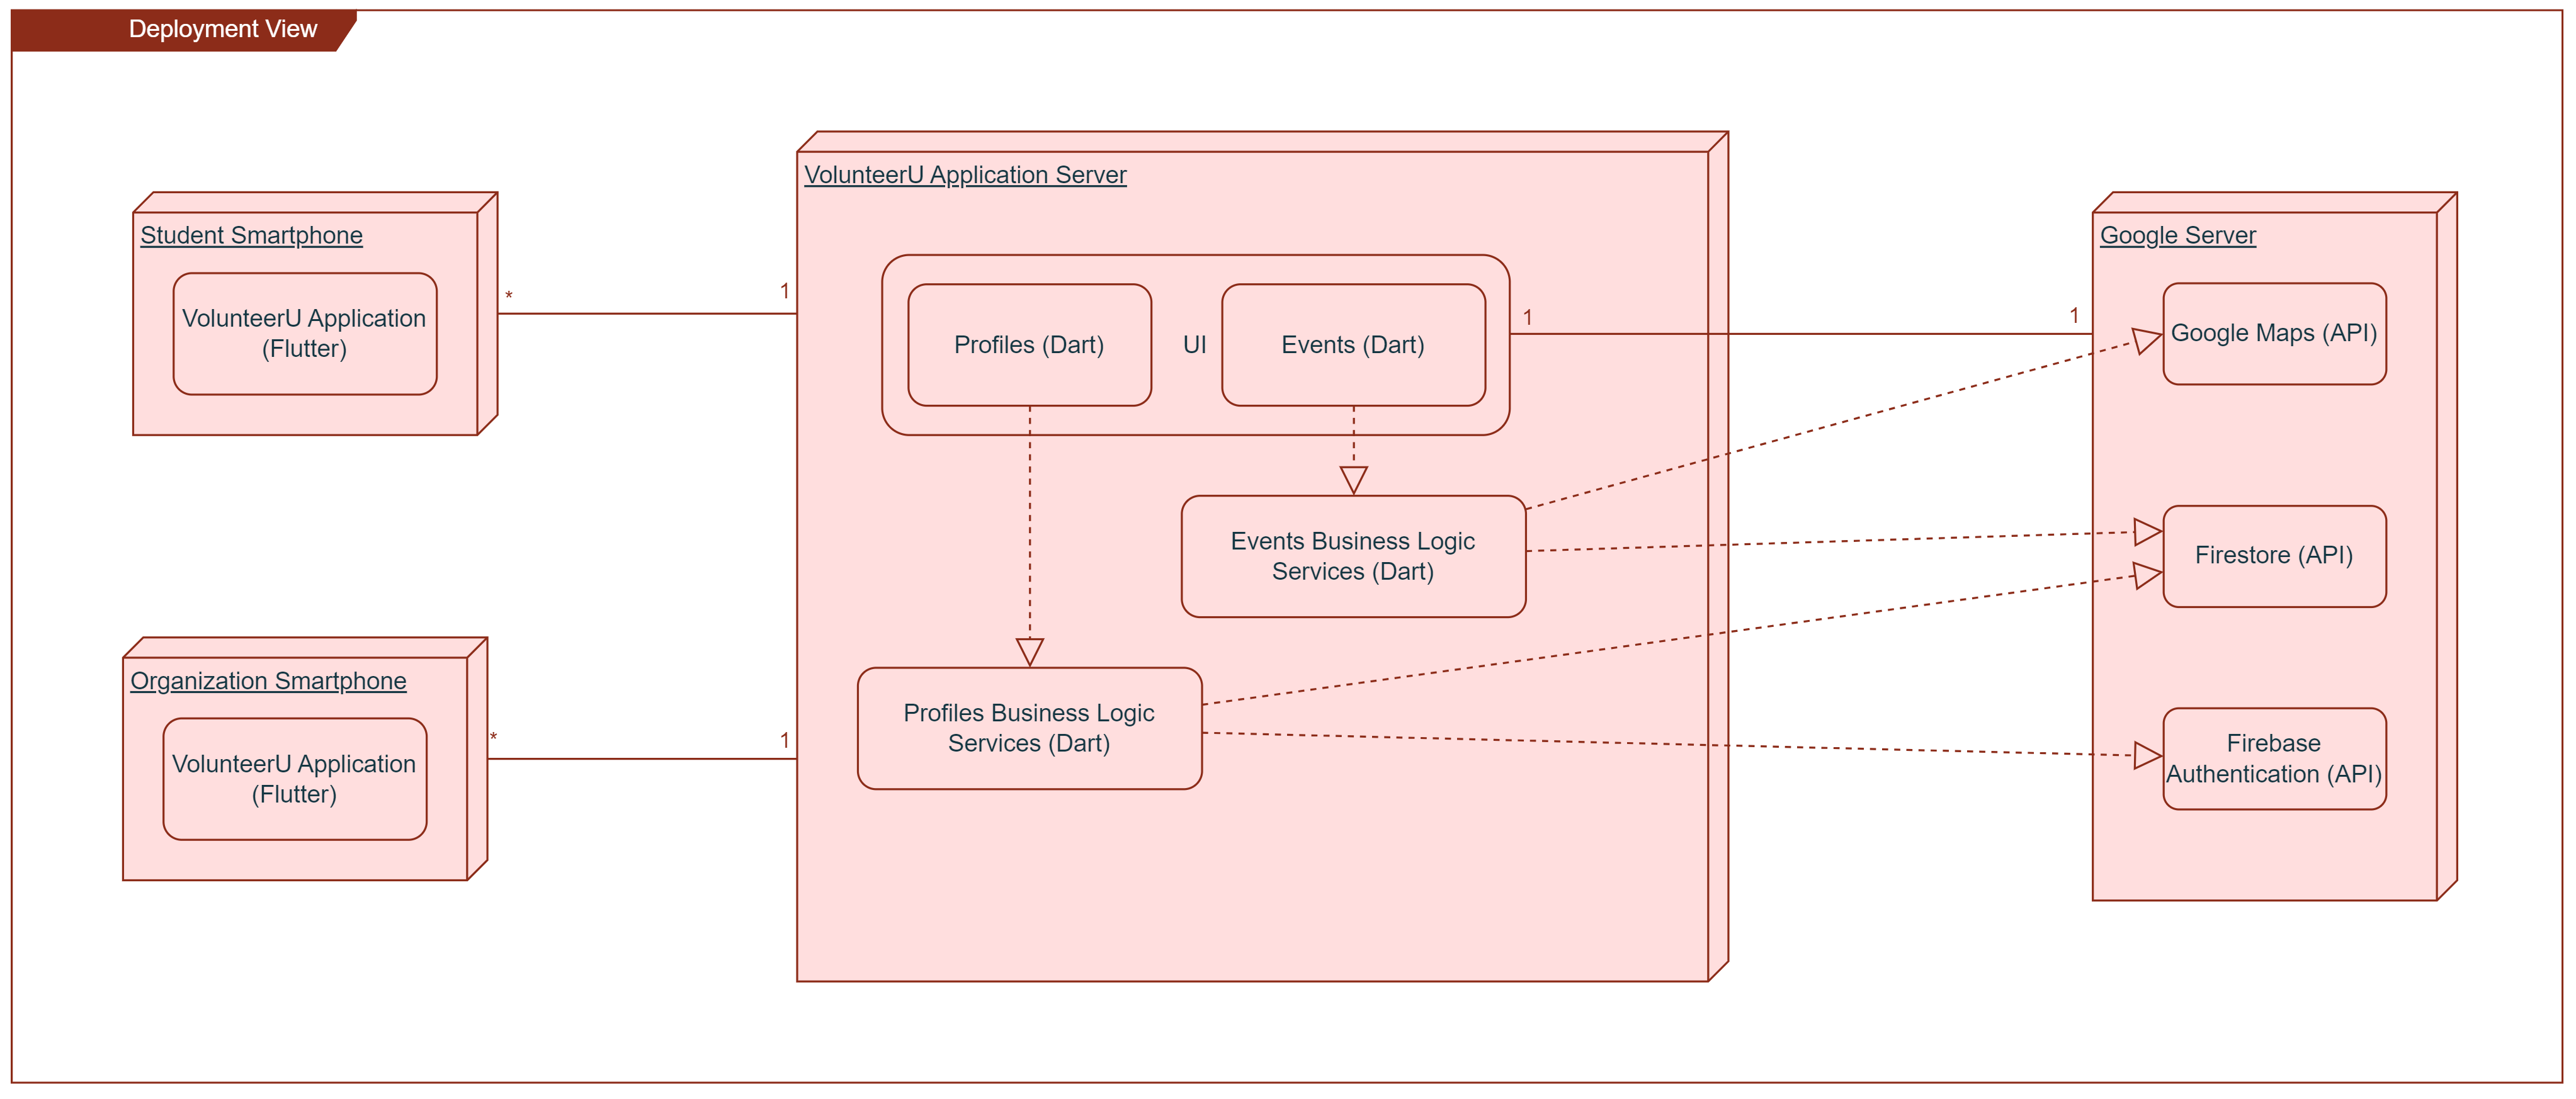 Deployment View
Student Smartphone
VolunteerU Application
(Flutter)
*
1
Organization Smartphone
VolunteerU Application
(Flutter)
*
1
VolunteerU Application Server
Profiles (Dart)
UI
Events (Dart)
1
1
Events Business Logic
Services (Dart)
Profiles Business Logic
Services (Dart)
Google Server
Google Maps (API)
Firestore (API)
Firebase
Authentication (API)